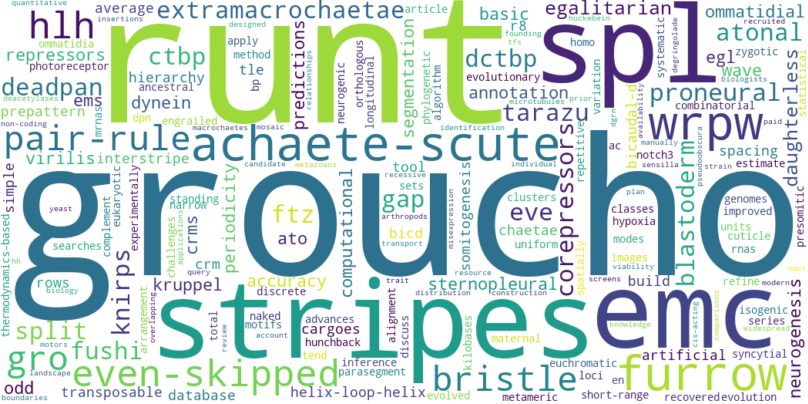 runt
spl
groucho
stripes
emc
achaete-scute
pair-rule
even-skipped
furrow
wrpw
bristle
hlh
extramacrochaetae
egalitarian
ommatidial
atonal
proneural
daughterless
deadpan
dctbp
ctbp
tarazu
corepressors
blastoderm
segmentation
predictions
annotation
basic
r8
average
repressors
hierarchy
tle
dynein
ems
prepattern
engrailed
photoreceptor
ommatidia
ancestral
mosaic
macrochaetes
mrnas
dpn
non-coding
deacetylases
quantitative
insertions
designed
apply
method
bp
neurogenic
orthologous
longitudinal
phylogenetic
algorithm
article
evolutionary
founding
tfs
homo
systematic
huckebein
recruited
degringolade
zygotic
biologists
egl
wave
combinatorial
variation
bicaudal-d
statistical
spacing
estimate
prior
microtubules
dgrn
availability
manually
mosaic
paid
strain
pseudoobscura
notch3
ac
sensilla
repetitive
identification
candidate
metazoans
recessive
individual
virilis
interstripe
simple
experimentally
eukaryotic
complement
standing
narrow
challenges
applications
periodicity
crms
crm
sets
tool
gap
ftz
ato
eve
bicd
computational
somitogenesis
arthropods
transport
misexpression
clusters
chaetae
uniform
spatially
classes
hypoxia
modes
images
build
genomes
improved
units
cuticle
rnas
plan
viability
presomitic
rows
searches
yeast
knirps
kruppel
accuracy
sternopleural
thermodynamics-based
hh
biology
split
gro
fushi
odd
boundaries
landscape
motors
arrangement
overlapping
query
discrete
total
review
naked
motifs
advances
cargoes
hunchback
account
tend
inference
parasegment
alignment
discuss
trait
distribution
evolved
kilobases
resource
construction
maternal
metameric
transposable
database
helix-loop-helix
short-range
artificial
screens
refine
series
isogenic
euchromatic
loci
en
syncytial
recovered
evolution
knowledge
cis-acting
comparisons
widespread
modern
maps
neurogenesis
relationships